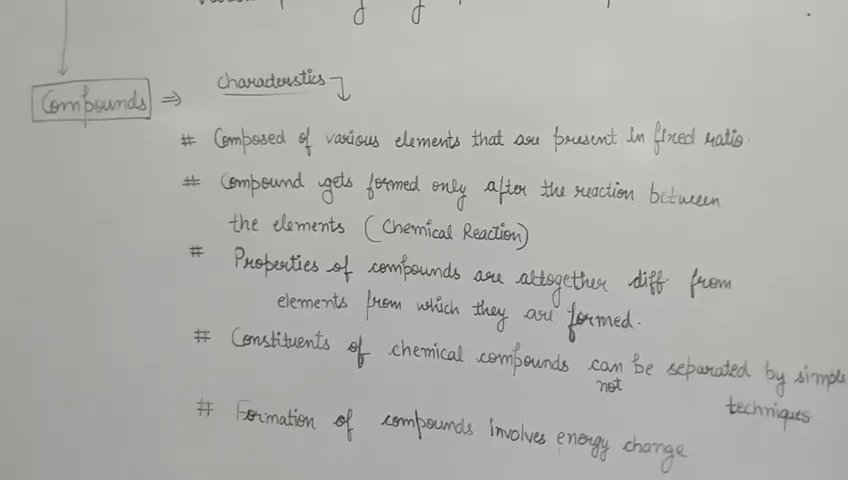 Compounds ⇒ characterstics
# Composed of various elements that are present in fixed ratio.
# Compound gets formed only after the reaction between
the elements (Chemical Reaction)
# Properties of compounds are altogether diff. from
elements from which they are formed.
# Constituents of chemical compounds can be separated by simple
not
techniques
# Formation of compounds involves energy change